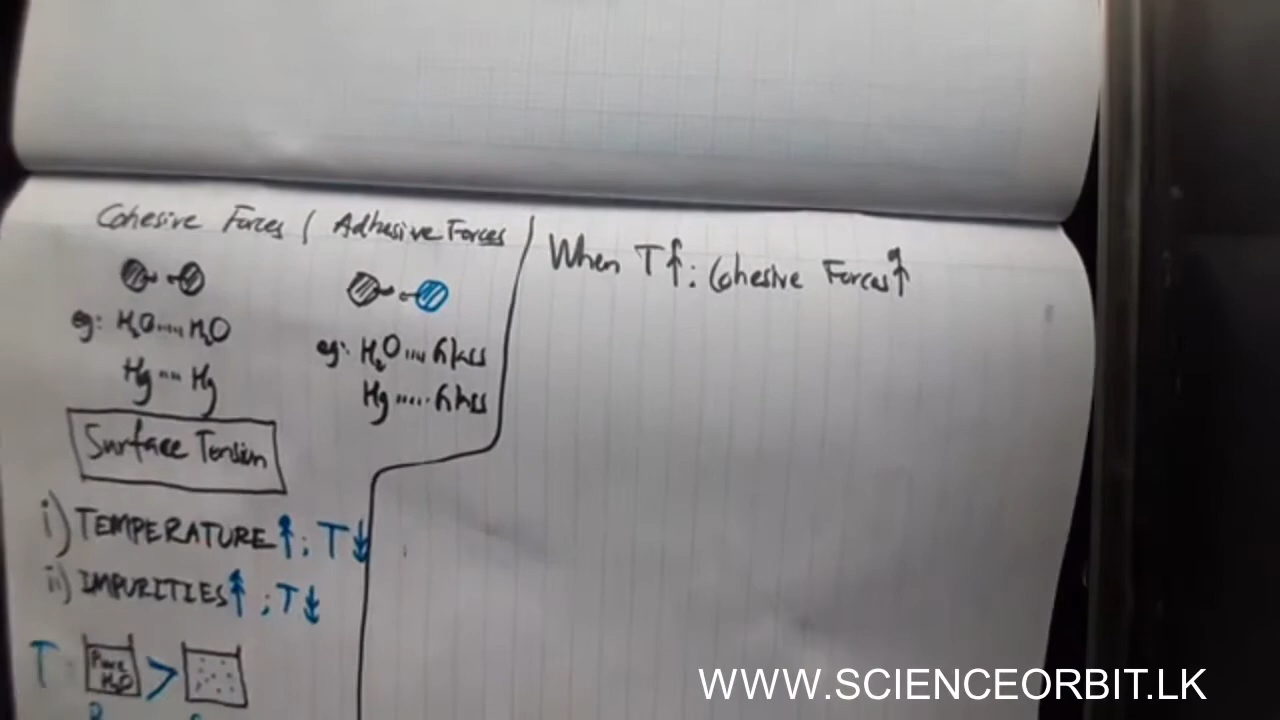 Cohesive Forces / Adhesive Forces
eg: H₂O....H₂O
Hg....Hg
eg: H₂O....Glass
Hg.....Glass
Surface Tension
i) TEMPERATURE↑; T↓
ii) IMPURITIES↑; T↓
T: Pure H₂O >
When T↑: Cohesive Forces↑
WWW.SCIENCEORBIT.LK